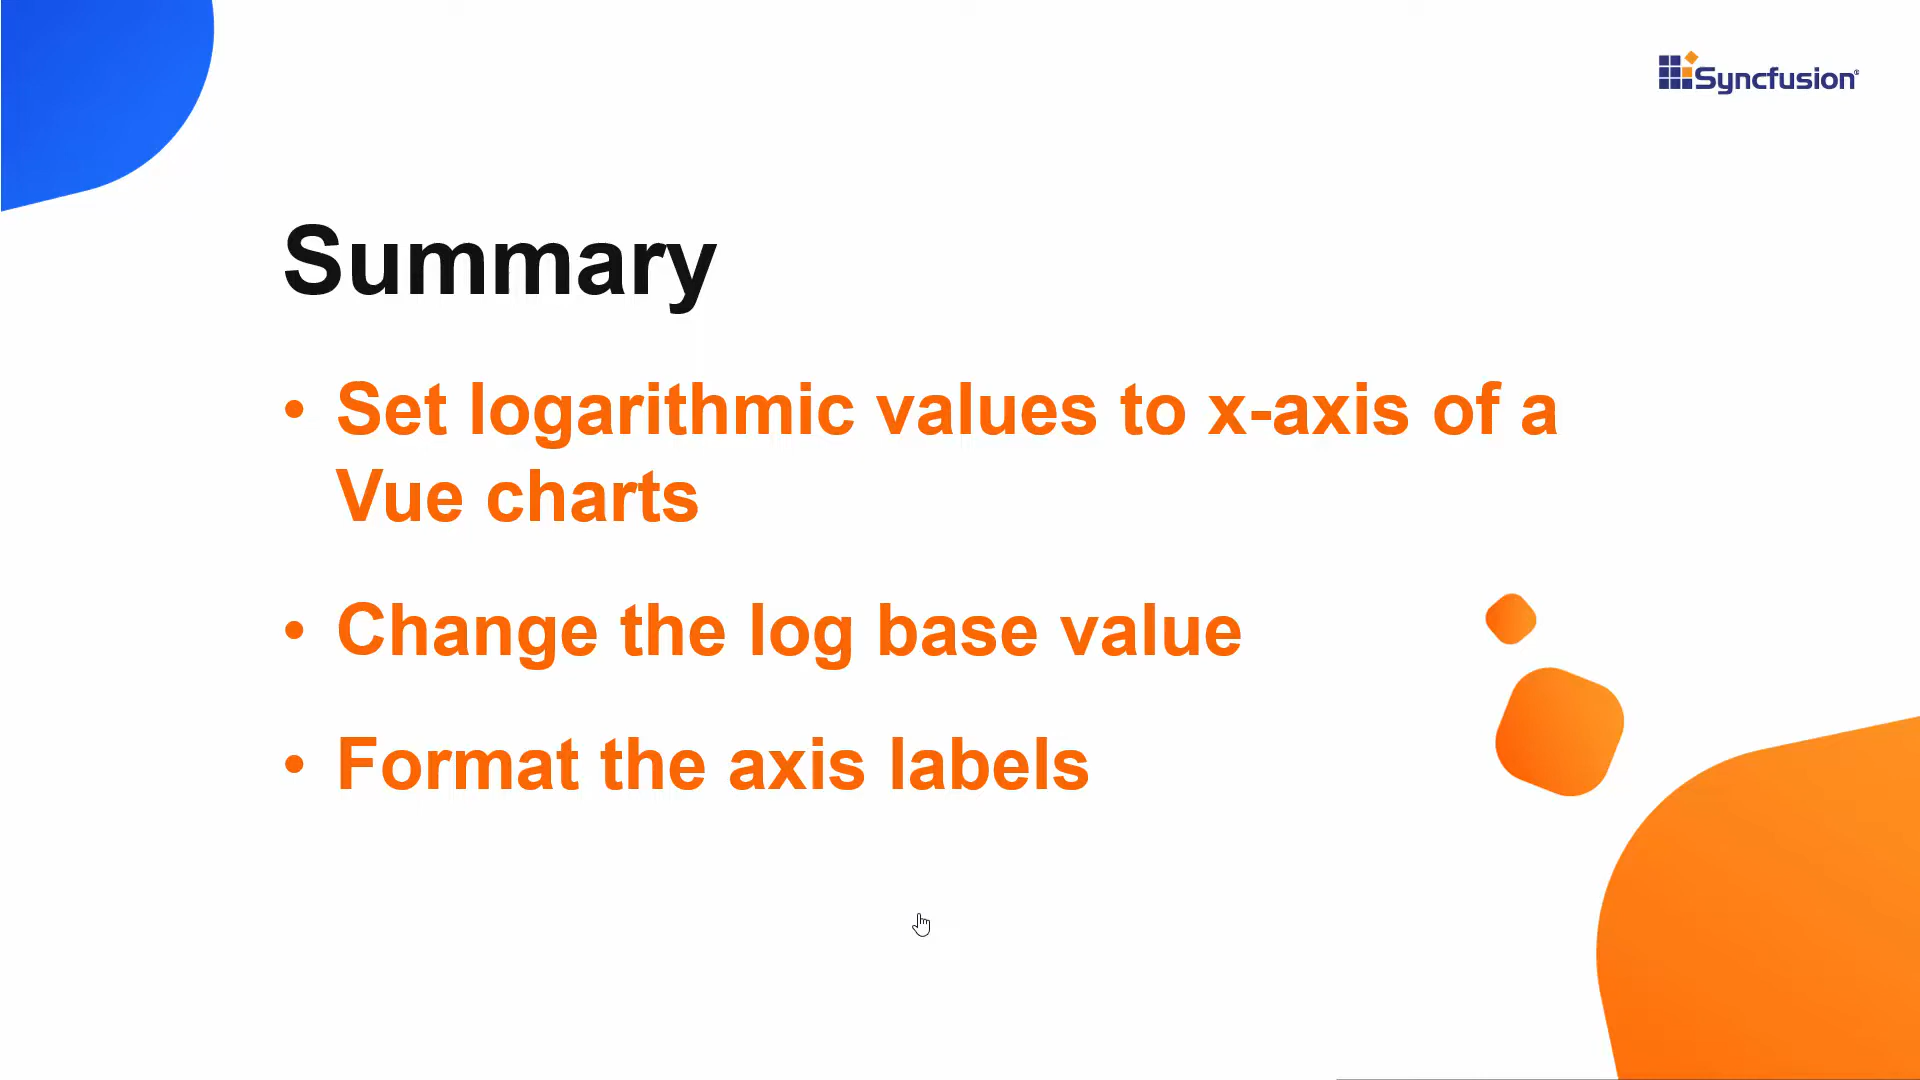 Syncfusion®
Summary
• Set logarithmic values to x-axis of a
Vue charts
• Change the log base value
• Format the axis labels